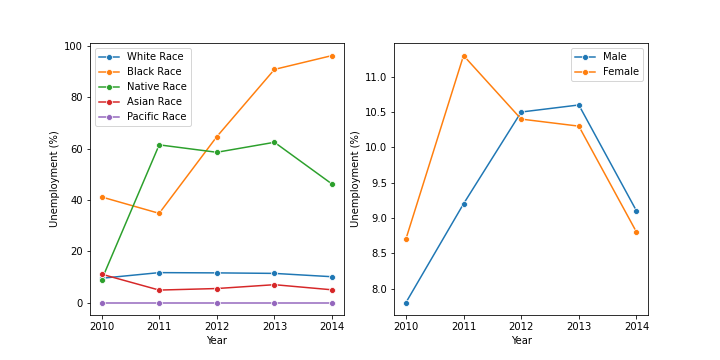 100
80
60
40
20
0
Unemployment (%)
White Race
Black Race
Native Race
Asian Race
Pacific Race
2010 2011 2012 2013 2014
Year
11.0
10.5
10.0
9.5
9.0
8.5
8.0
Unemployment (%)
Male
Female
2010 2011 2012 2013 2014
Year